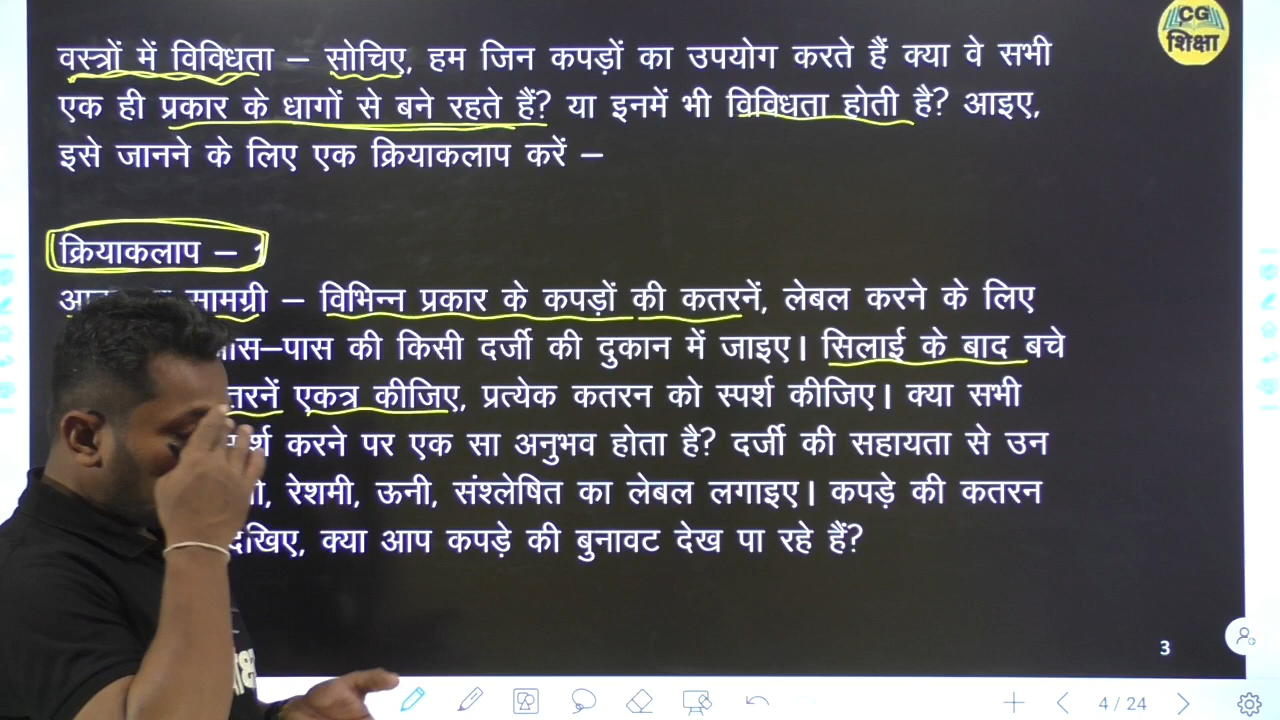 CG
शिक्षा
वस्त्रों में विविधता – सोचिए, हम जिन कपड़ों का उपयोग करते हैं क्या वे सभी
एक ही प्रकार के धागों से बने रहते हैं? या इनमें भी विविधता होती है? आइए,
इसे जानने के लिए एक क्रियाकलाप करें –
क्रियाकलाप –
सामग्री – विभिन्न प्रकार के कपड़ों की कतरनें, लेबल करने के लिए
पास की किसी दर्जी की दुकान में जाइए। सिलाई के बाद बचे
एकत्र कीजिए, प्रत्येक कतरन को स्पर्श कीजिए। क्या सभी
करने पर एक सा अनुभव होता है? दर्जी की सहायता से उन
रेशमी, ऊनी, संश्लेषित का लेबल लगाइए। कपड़े की कतरन
देखिए, क्या आप कपड़े की बुनावट देख पा रहे हैं?
3
4 / 24